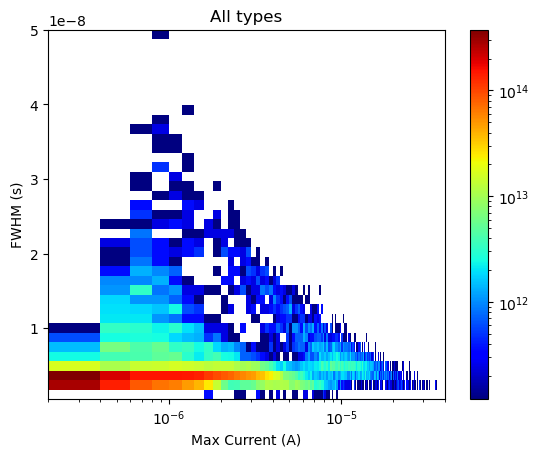 All types
1e−8
5
4
3
2
1
FWHM (s)
10⁻⁶
10⁻⁵
Max Current (A)
10¹⁴
10¹³
10¹²